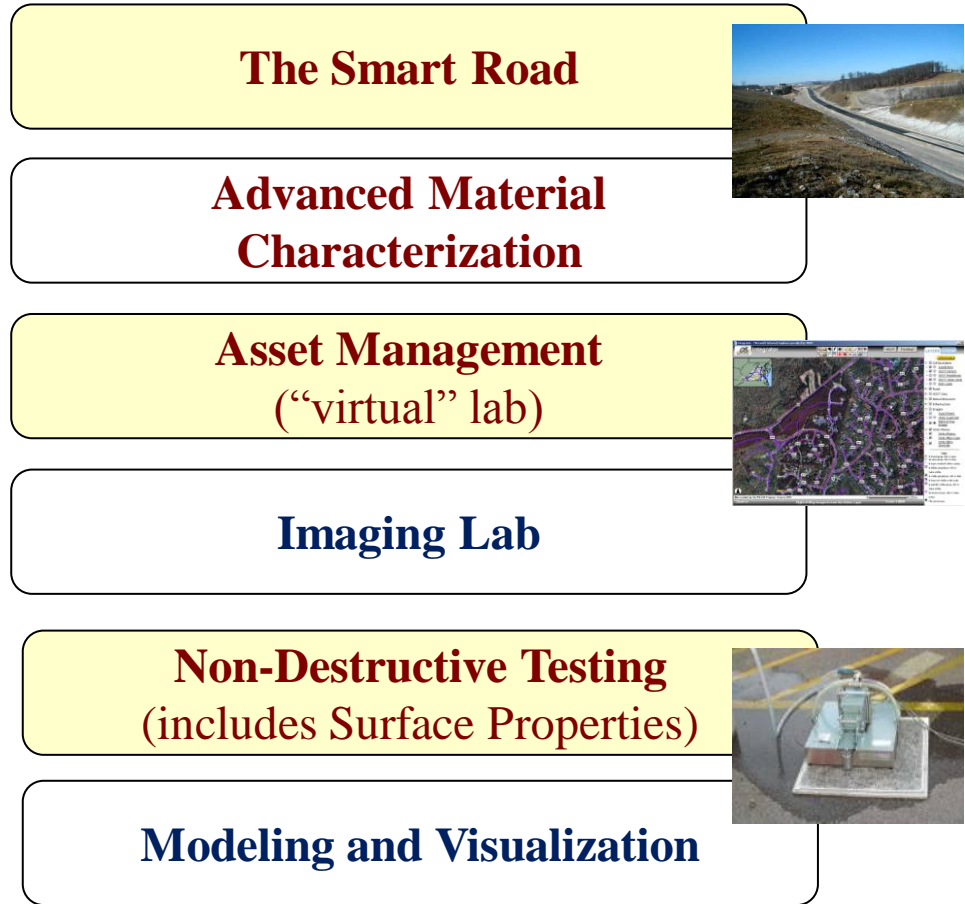 The Smart Road
Advanced Material
Characterization
Asset Management
(“virtual” lab)
Imaging Lab
Non-Destructive Testing
(includes Surface Properties)
Modeling and Visualization